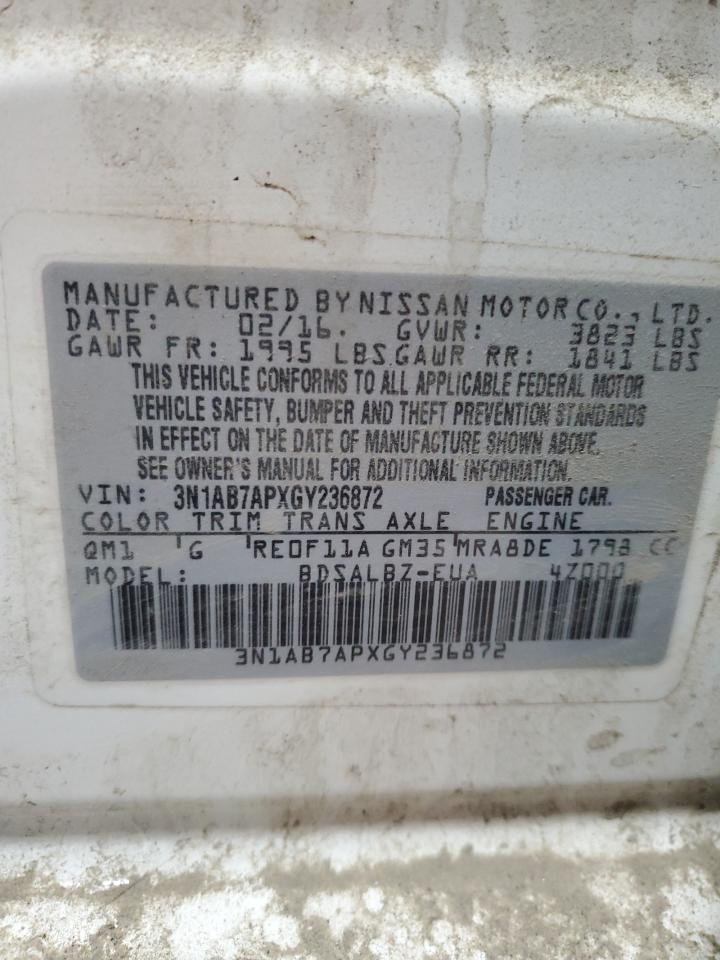 MANUFACTURED BY NISSAN MOTOR CO., LTD.
DATE: 02/16. GVWR: 3823 LBS
GAWR FR: 1995 LBS GAWR RR: 1841 LBS
THIS VEHICLE CONFORMS TO ALL APPLICABLE FEDERAL MOTOR
VEHICLE SAFETY, BUMPER AND THEFT PREVENTION STANDARDS
IN EFFECT ON THE DATE OF MANUFACTURE SHOWN ABOVE.
SEE OWNER'S MANUAL FOR ADDITIONAL INFORMATION.
VIN: 3N1AB7APXGY236872 PASSENGER CAR.
COLOR TRIM TRANS AXLE ENGINE
QM1 G RE0F11A GM35 MRA8DE 1798 CC
MODEL: BDSALBZ-EUA 4Z000
3N1AB7APXGY236872